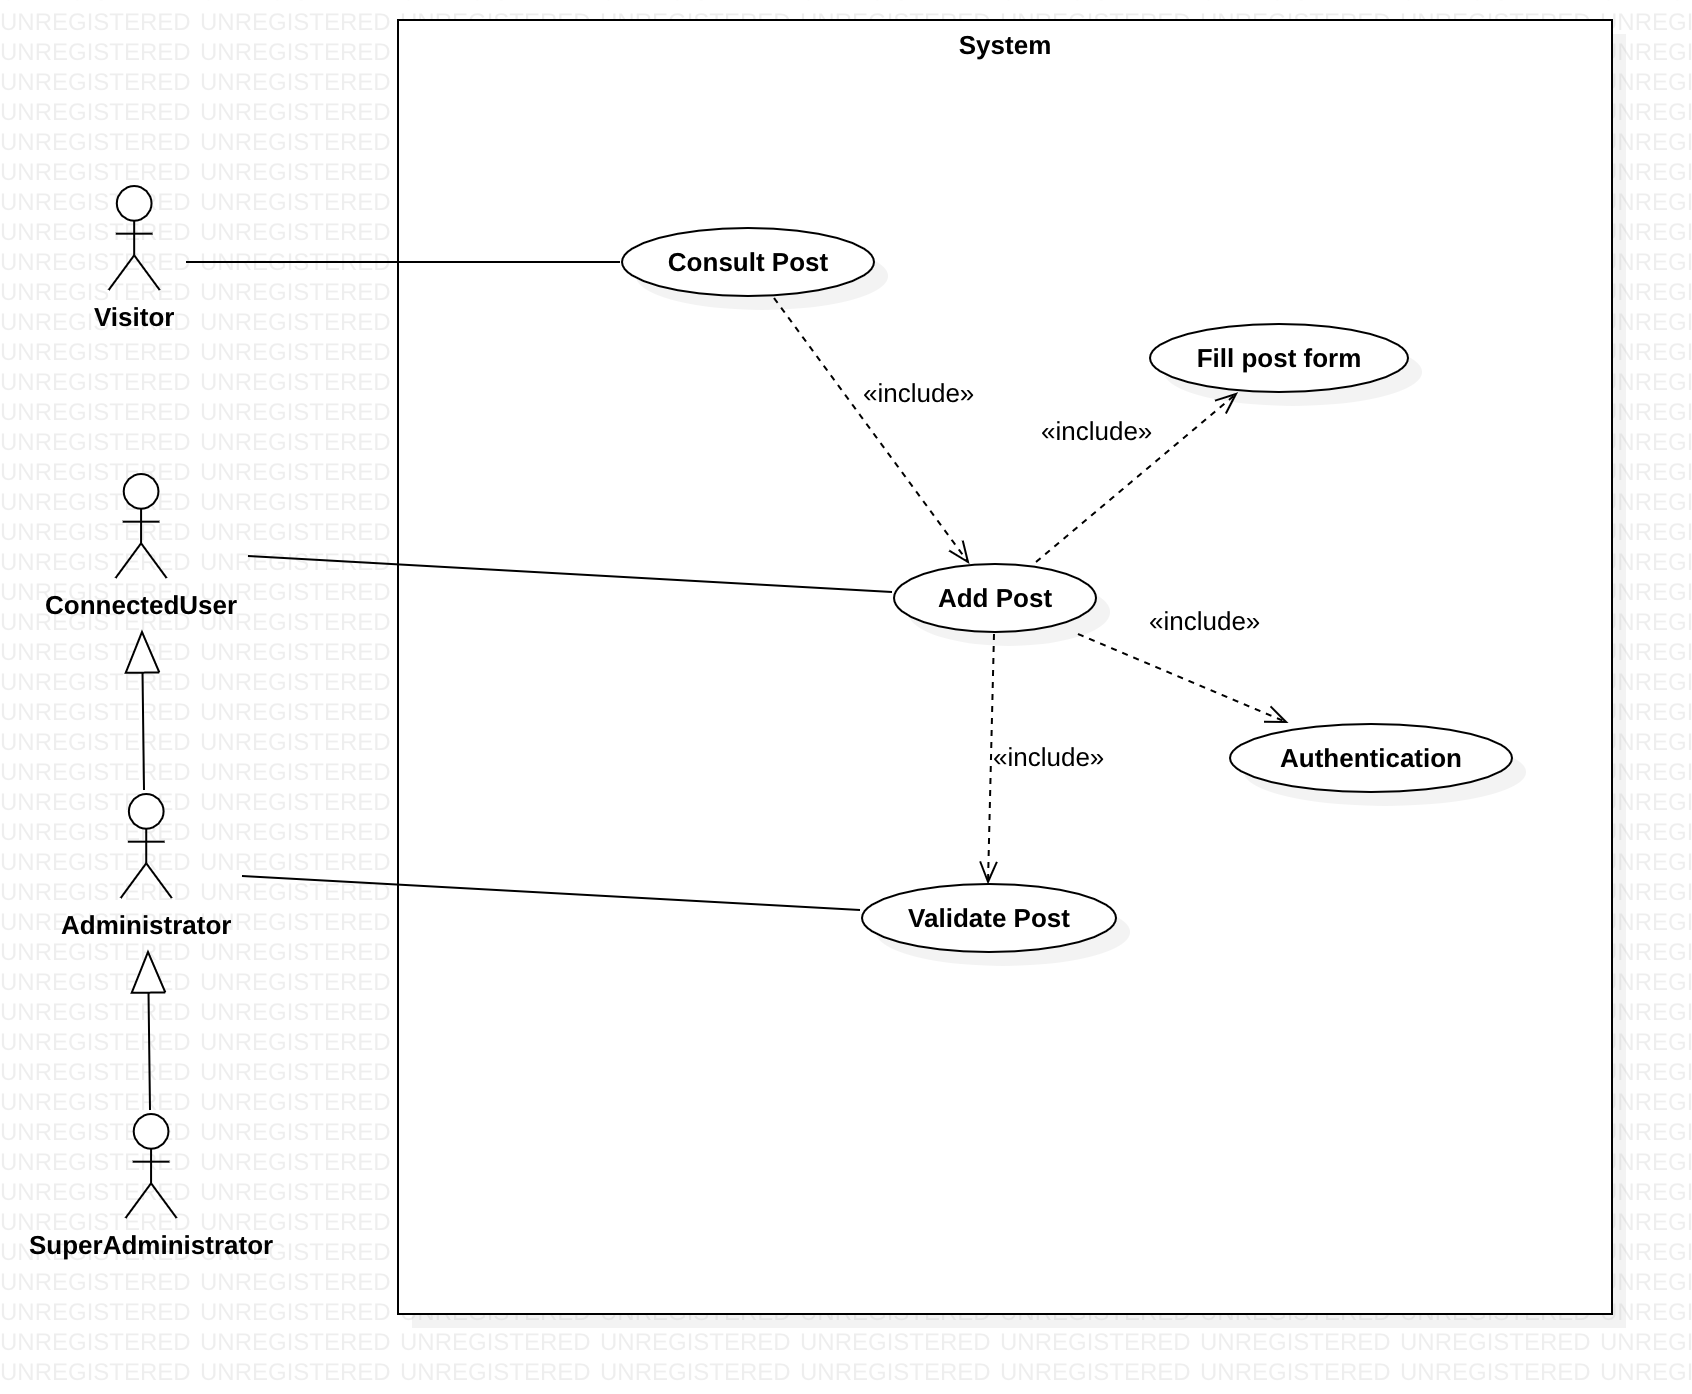 System
Consult Post
Visitor
Fill post form
«include»
«include»
Add Post
ConnectedUser
«include»
«include»
Authentication
Validate Post
Administrator
SuperAdministrator
UNREGISTERED